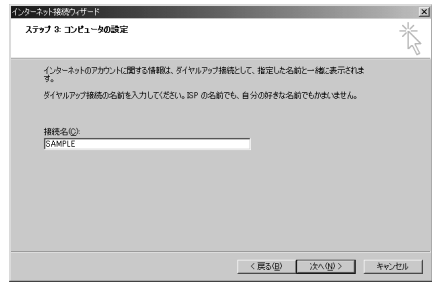 インターネット接続ウィザード
ステップ 3: コンピュータの設定
インターネットのアカウントに関する情報は、ダイヤルアップ接続として、指定した名前と一緒に表示されま
す。
ダイヤルアップ接続の名前を入力してください。ISP の名前でも、自分の好きな名前でもかまいません。
接続名(C):
SAMPLE
< 戻る(B)
次へ(N) >
キャンセル